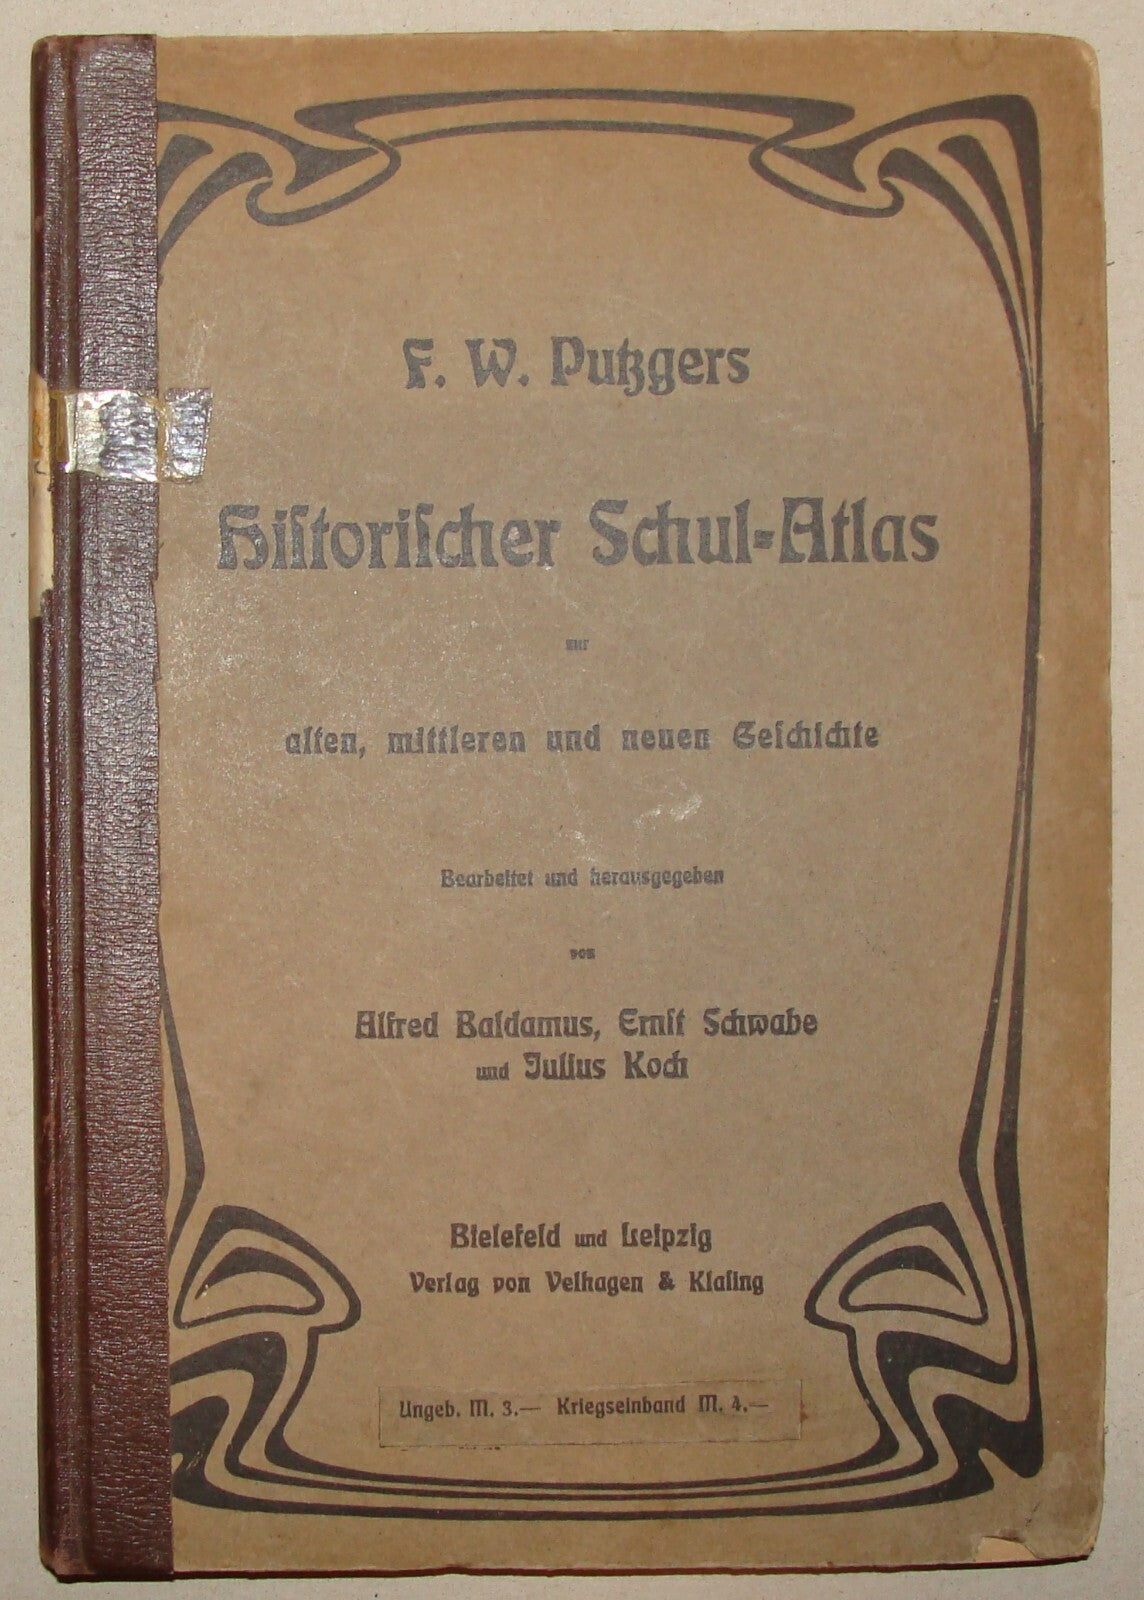 F. W. Putzgers
Hiſtoriſcher Schul-Atlas
zur
alten, mittleren und neuen Geſchichte
Bearbeitet und herausgegeben
von
Alfred Baldamus, Ernſt Schwabe
und Julius Koch
Bielefeld und Leipzig
Verlag von Velhagen & Klaſing
Ungeb. M. 3.— Kriegseinband M. 4.—